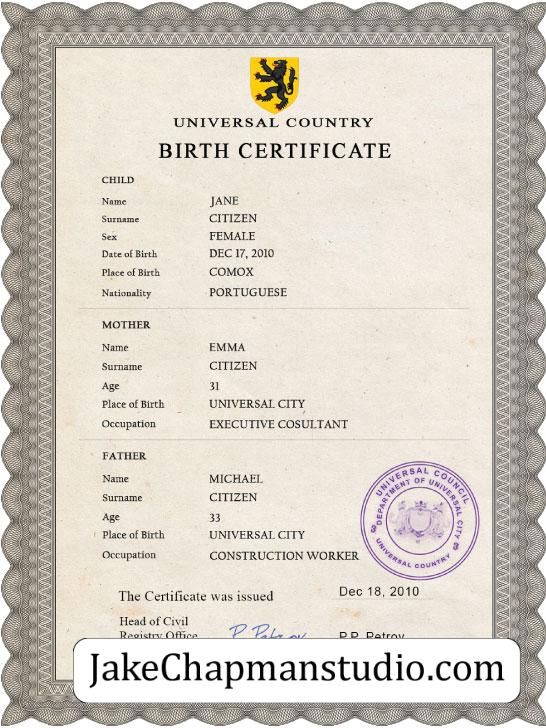 UNIVERSAL COUNTRY
BIRTH CERTIFICATE
CHILD
Name JANE
Surname CITIZEN
Sex FEMALE
Date of Birth DEC 17, 2010
Place of Birth COMOX
Nationality PORTUGUESE
MOTHER
Name EMMA
Surname CITIZEN
Age 31
Place of Birth UNIVERSAL CITY
Occupation EXECUTIVE COSULTANT
FATHER
Name MICHAEL
Surname CITIZEN
Age 33
Place of Birth UNIVERSAL CITY
Occupation CONSTRUCTION WORKER
UNIVERSAL COUNCIL
DEPARTMENT OF UNIVERSAL CITY
UNIVERSAL COUNTRY
The Certificate was issued Dec 18, 2010
Head of Civil
Registry Office P. Petrov P.P. Petrov
JakeChapmanstudio.com